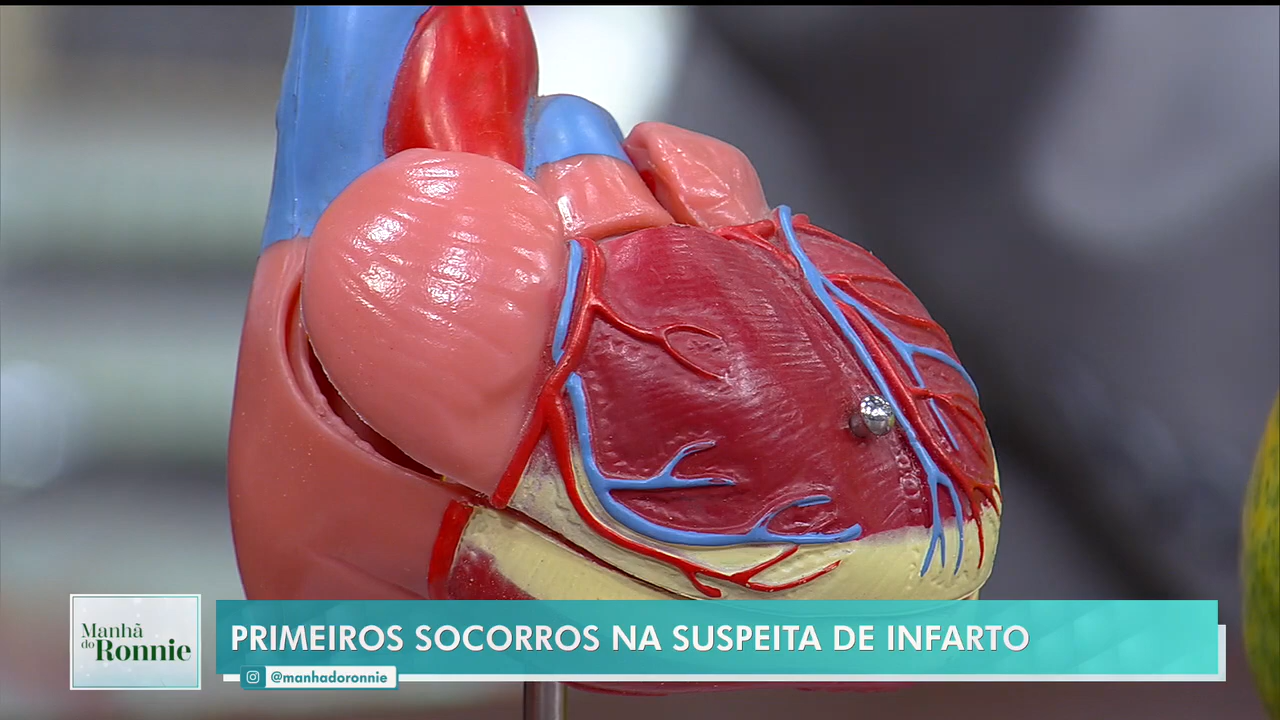 Manhã
do Ronnie
PRIMEIROS SOCORROS NA SUSPEITA DE INFARTO
@manhadoronnie